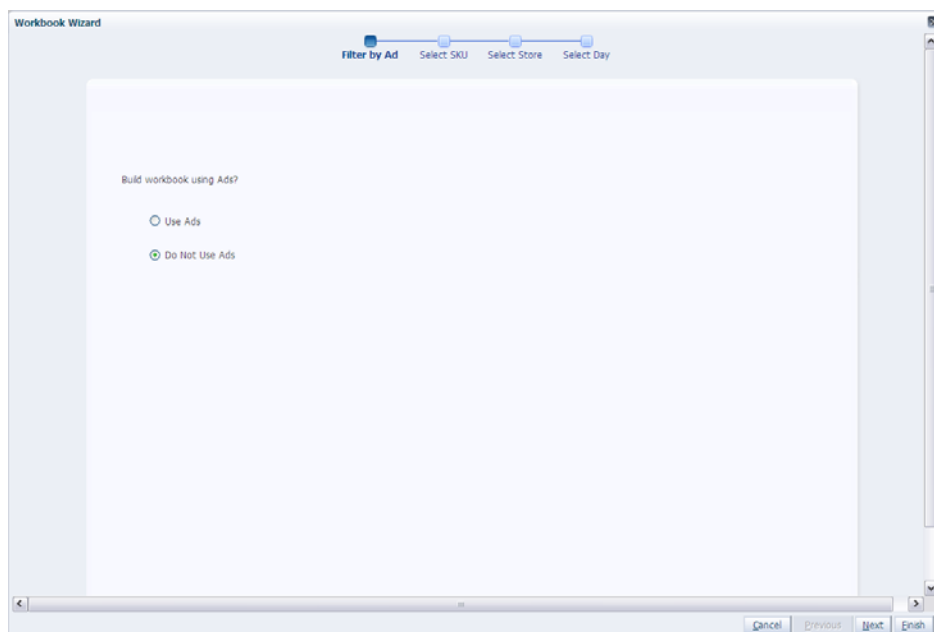 Workbook Wizard
Filter by Ad Select SKU Select Store Select Day
Build workbook using Ads?
Use Ads
Do Not Use Ads
Cancel Previous Next Finish